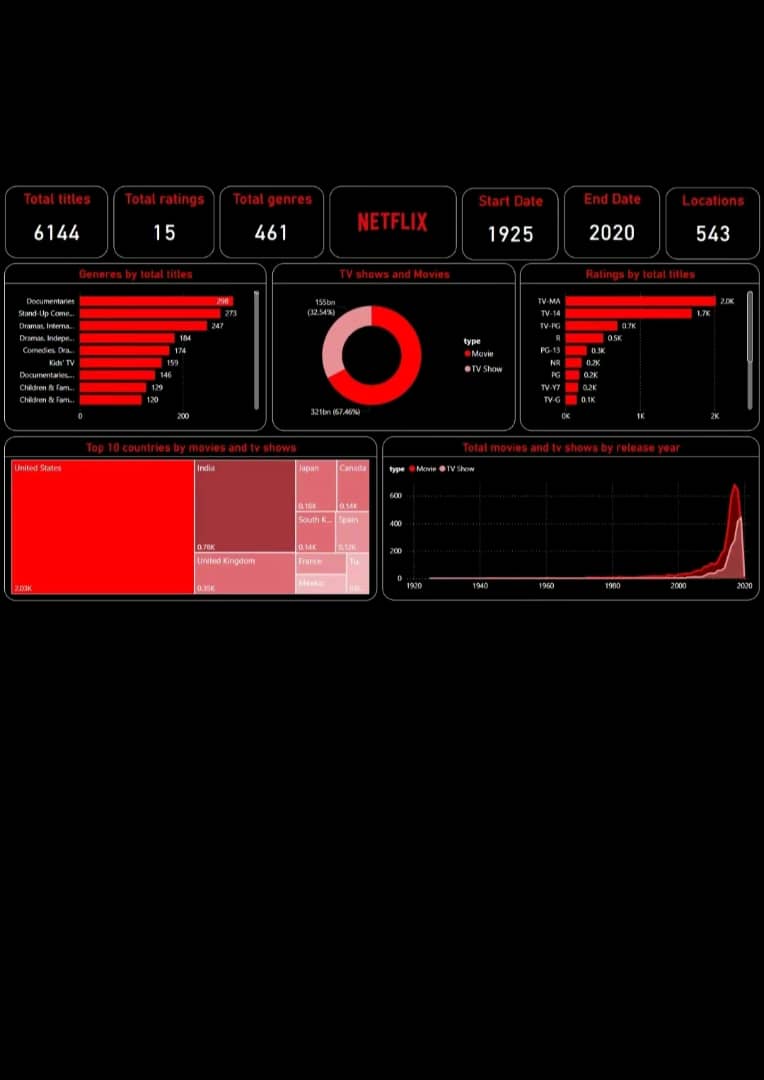 Total titles
6144
Total ratings
15
Total genres
461
NETFLIX
Start Date
1925
End Date
2020
Locations
543
Generes by total titles
Documentaries 298
Stand-Up Come... 273
Dramas, Interna... 247
Dramas, Indepe... 184
Comedies, Dra... 174
Kids' TV 159
Documentaries,... 146
Children & Fam... 129
Children & Fam... 120
0 200
TV shows and Movies
155bn
(32.54%)
321bn (67.46%)
type
Movie
TV Show
Ratings by total titles
TV-MA 2.0K
TV-14 1.7K
TV-PG 0.7K
R 0.5K
PG-13 0.3K
NR 0.2K
PG 0.2K
TV-Y7 0.2K
TV-G 0.1K
0K 1K 2K
Top 10 countries by movies and tv shows
United States
2.03K
India
0.78K
United Kingdom
0.35K
Japan
0.18K
Canada
0.14K
South K...
0.14K
Spain
0.12K
France
Mexico
Tu...
Total movies and tv shows by release year
type Movie TV Show
600
400
200
0
1920 1940 1960 1980 2000 2020